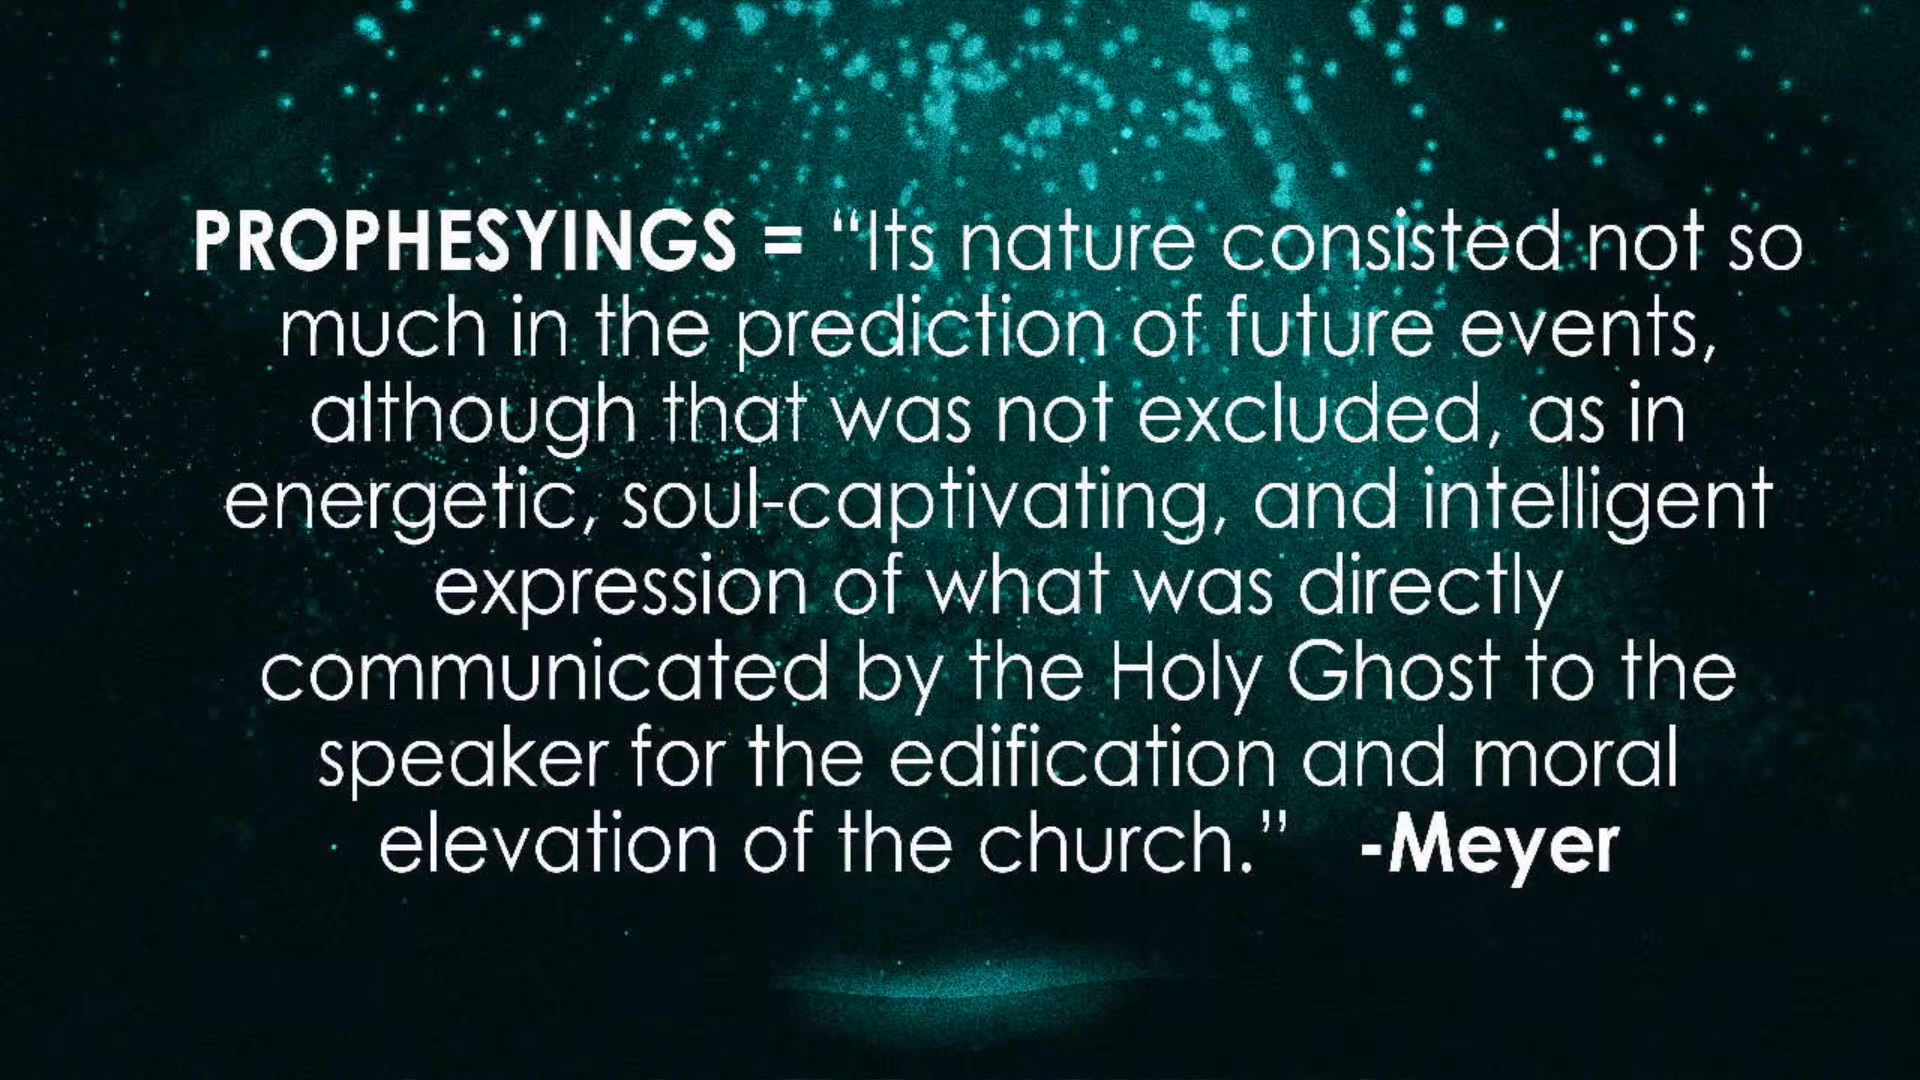 PROPHESYINGS = “Its nature consisted not so
much in the prediction of future events,
although that was not excluded, as in
energetic, soul-captivating, and intelligent
expression of what was directly
communicated by the Holy Ghost to the
speaker for the edification and moral
elevation of the church.” -Meyer